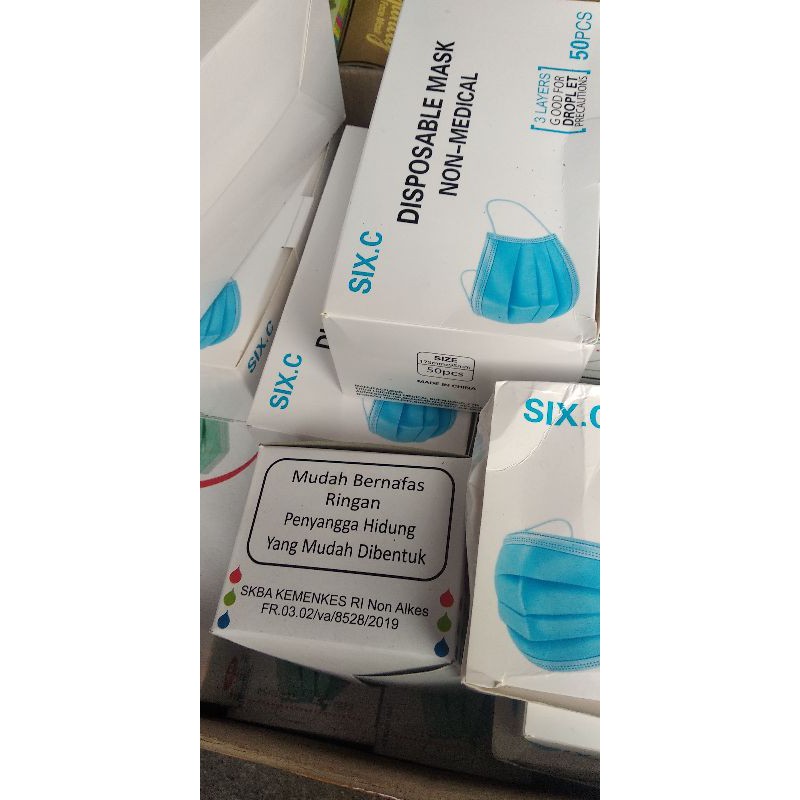 SIX.C
DISPOSABLE MASK
NON-MEDICAL
3 LAYERS
GOOD FOR
DROPLET
PRECAUTIONS
50PCS
SIZE
50pcs
MADE IN CHINA
SIX.C
SIX.C
SIX.C
Mudah Bernafas
Ringan
Penyangga Hidung
Yang Mudah Dibentuk
SKBA KEMENKES RI Non Alkes
FR.03.02/va/8528/2019